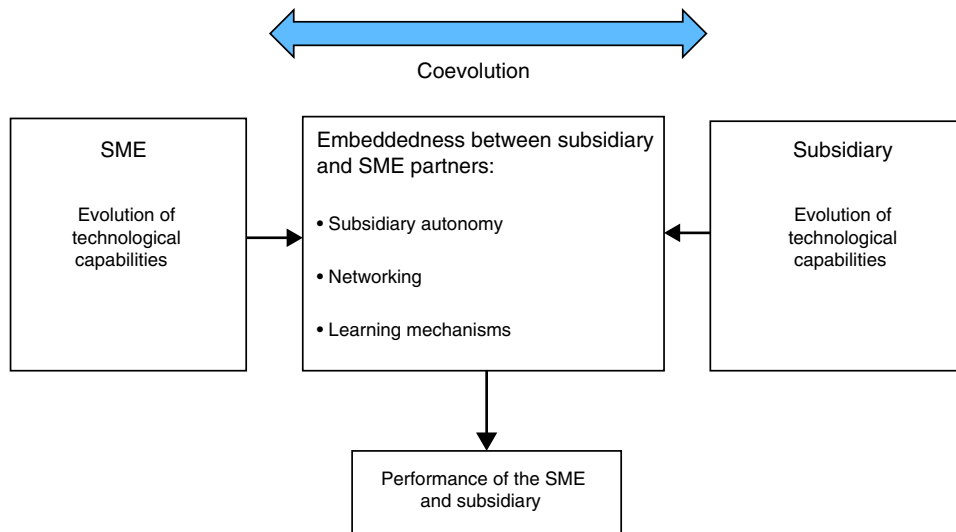 Coevolution
SME
Evolution of
technological
capabilities
Embeddedness between subsidiary
and SME partners:
• Subsidiary autonomy
• Networking
• Learning mechanisms
Subsidiary
Evolution of
technological
capabilities
Performance of the SME
and subsidiary